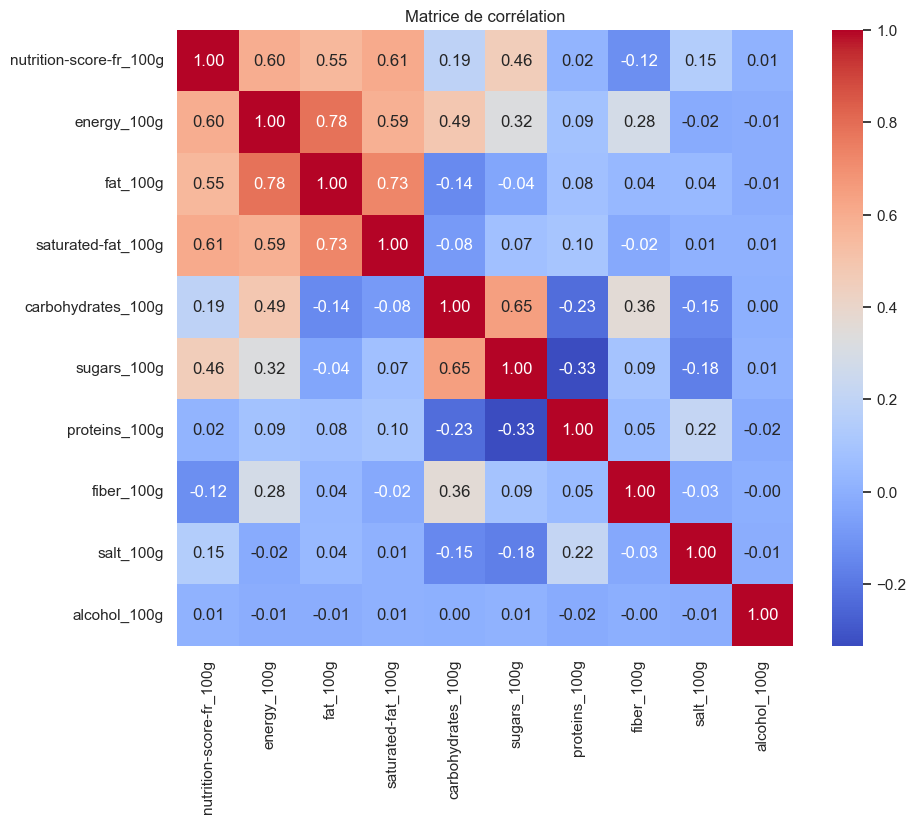 Matrice de corrélation
nutrition-score-fr_100g 1.00 0.60 0.55 0.61 0.19 0.46 0.02 -0.12 0.15 0.01
energy_100g 0.60 1.00 0.78 0.59 0.49 0.32 0.09 0.28 -0.02 -0.01
fat_100g 0.55 0.78 1.00 0.73 -0.14 -0.04 0.08 0.04 0.04 -0.01
saturated-fat_100g 0.61 0.59 0.73 1.00 -0.08 0.07 0.10 -0.02 0.01 0.01
carbohydrates_100g 0.19 0.49 -0.14 -0.08 1.00 0.65 -0.23 0.36 -0.15 0.00
sugars_100g 0.46 0.32 -0.04 0.07 0.65 1.00 -0.33 0.09 -0.18 0.01
proteins_100g 0.02 0.09 0.08 0.10 -0.23 -0.33 1.00 0.05 0.22 -0.02
fiber_100g -0.12 0.28 0.04 -0.02 0.36 0.09 0.05 1.00 -0.03 -0.00
salt_100g 0.15 -0.02 0.04 0.01 -0.15 -0.18 0.22 -0.03 1.00 -0.01
alcohol_100g 0.01 -0.01 -0.01 0.01 0.00 0.01 -0.02 -0.00 -0.01 1.00
nutrition-score-fr_100g
energy_100g
fat_100g
saturated-fat_100g
carbohydrates_100g
sugars_100g
proteins_100g
fiber_100g
salt_100g
alcohol_100g
1.0
0.8
0.6
0.4
0.2
0.0
−0.2